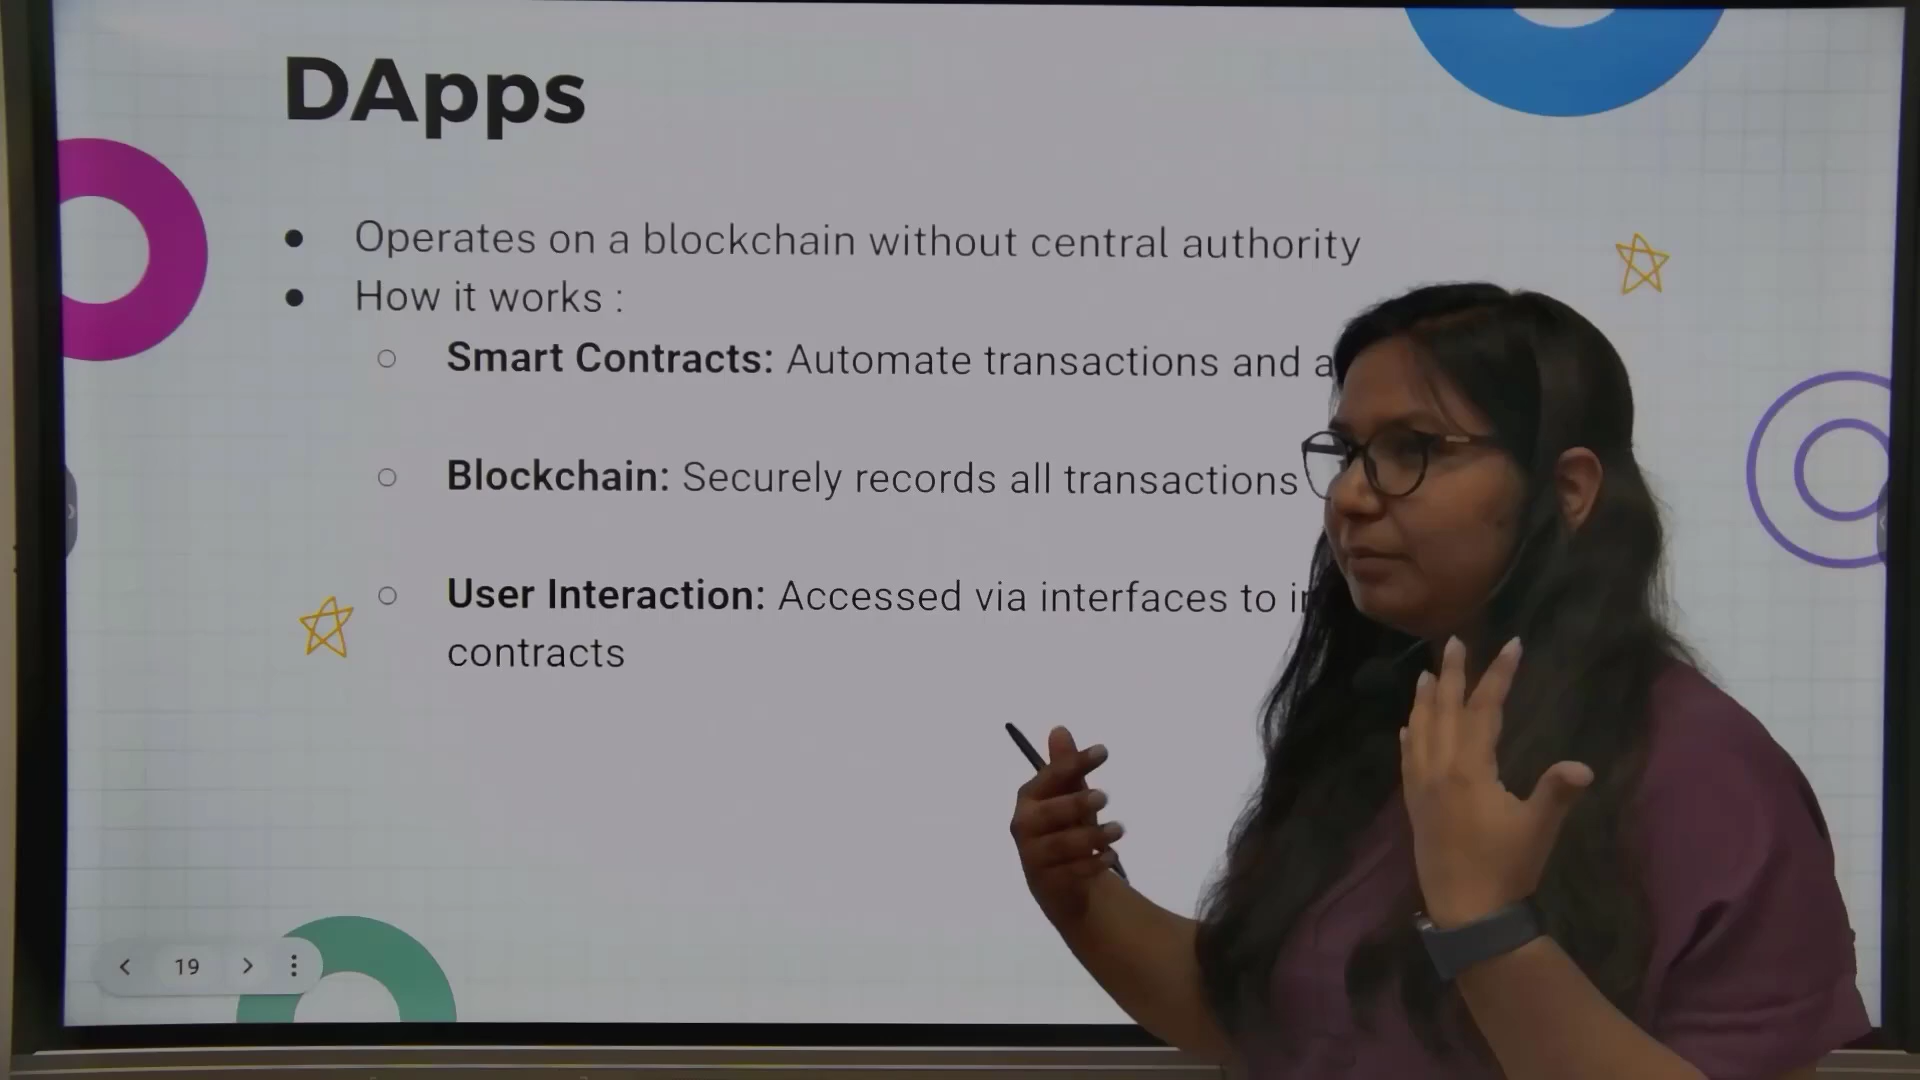 DApps
● Operates on a blockchain without central authority
● How it works :
○ Smart Contracts: Automate transactions and
○ Blockchain: Securely records all transactions
○ User Interaction: Accessed via interfaces to
contracts
19